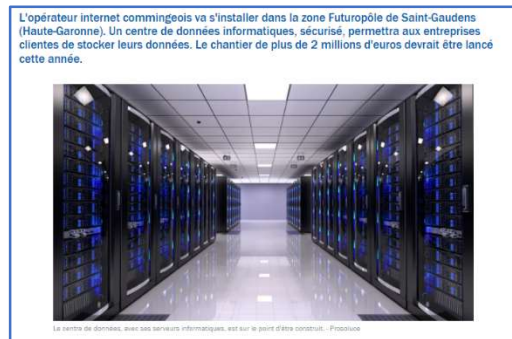 L'opérateur internet commingeois va s'installer dans la zone Futuropôle de Saint-Gaudens
(Haute-Garonne). Un centre de données informatiques, sécurisé, permettra aux entreprises
clientes de stocker leurs données. Le chantier de plus de 2 millions d'euros devrait être lancé
cette année.
Le centre de données, avec ses serveurs informatiques, est sur le point d'être construit. -